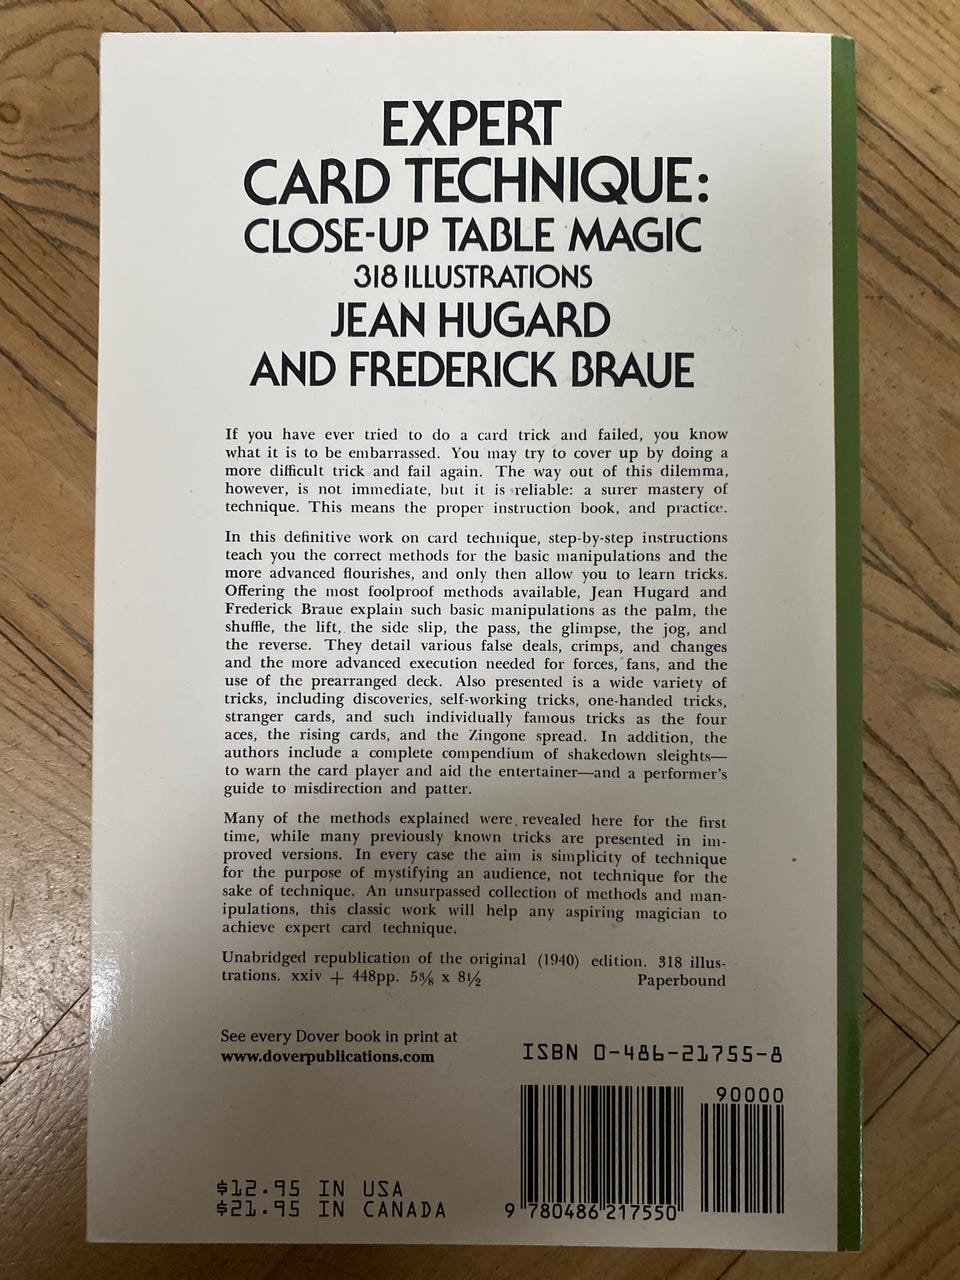 EXPERT
CARD TECHNIQUE:
CLOSE-UP TABLE MAGIC
318 ILLUSTRATIONS
JEAN HUGARD
AND FREDERICK BRAUE
If you have ever tried to do a card trick and failed, you know
what it is to be embarrassed. You may try to cover up by doing a
more difficult trick and fail again. The way out of this dilemma,
however, is not immediate, but it is reliable: a surer mastery of
technique. This means the proper instruction book, and practice.
In this definitive work on card technique, step-by-step instructions
teach you the correct methods for the basic manipulations and the
more advanced flourishes, and only then allow you to learn tricks.
Offering the most foolproof methods available, Jean Hugard and
Frederick Braue explain such basic manipulations as the palm, the
shuffle, the lift, the side slip, the pass, the glimpse, the jog, and
the reverse. They detail various false deals, crimps, and changes
and the more advanced execution needed for forces, fans, and the
use of the prearranged deck. Also presented is a wide variety of
tricks, including discoveries, self-working tricks, one-handed tricks,
stranger cards, and such individually famous tricks as the four
aces, the rising cards, and the Zingone spread. In addition, the
authors include a complete compendium of shakedown sleights—
to warn the card player and aid the entertainer—and a performer's
guide to misdirection and patter.
Many of the methods explained were revealed here for the first
time, while many previously known tricks are presented in im-
proved versions. In every case the aim is simplicity of technique
for the purpose of mystifying an audience, not technique for the
sake of technique. An unsurpassed collection of methods and man-
ipulations, this classic work will help any aspiring magician to
achieve expert card technique.
Unabridged republication of the original (1940) edition. 318 illus-
trations. xxiv + 448pp. 5⅜ x 8½ Paperbound
See every Dover book in print at
www.doverpublications.com
ISBN 0-486-21755-8
90000
$12.95 IN USA
$21.95 IN CANADA
9 780486 217550